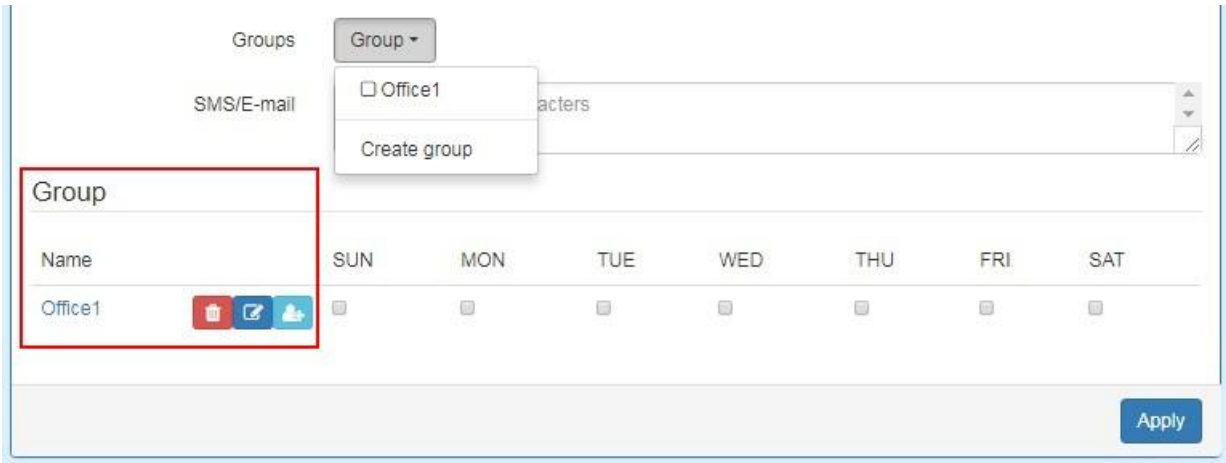 Groups Group
Office1
SMS/E-mail acters
Create group
Group
Name SUN MON TUE WED THU FRI SAT
Office1
Apply